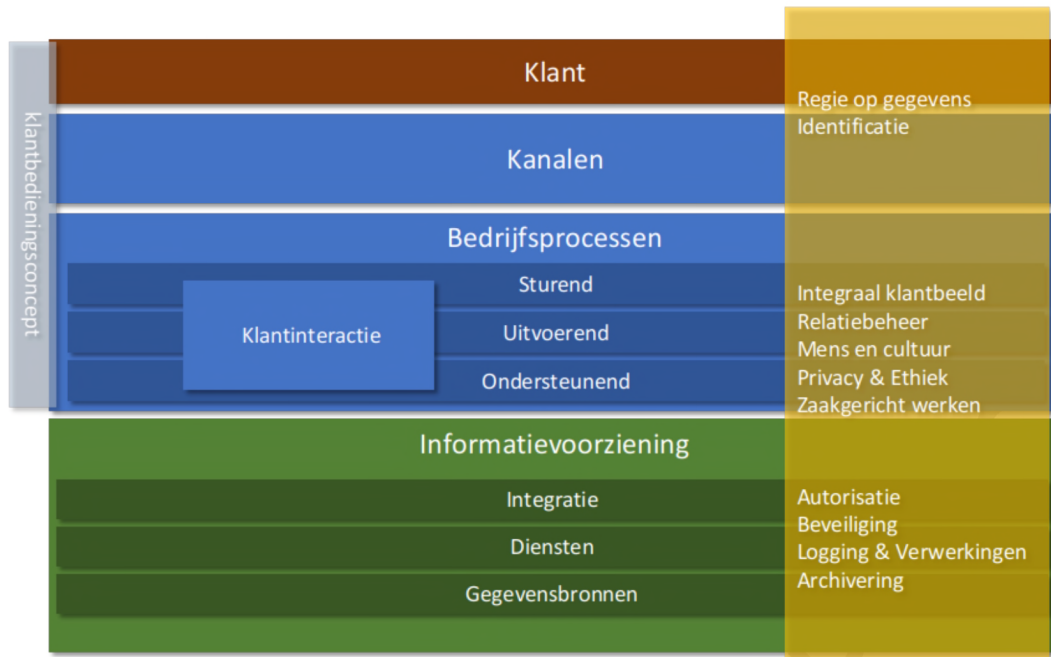 klantbedieningsconcept
Klant
Kanalen
Bedrijfsprocessen
Sturend
Uitvoerend
Ondersteunend
Klantinteractie
Informatievoorziening
Integratie
Diensten
Gegevensbronnen
Regie op gegevens
Identificatie
Integraal klantbeeld
Relatiebeheer
Mens en cultuur
Privacy & Ethiek
Zaakgericht werken
Autorisatie
Beveiliging
Logging & Verwerkingen
Archivering